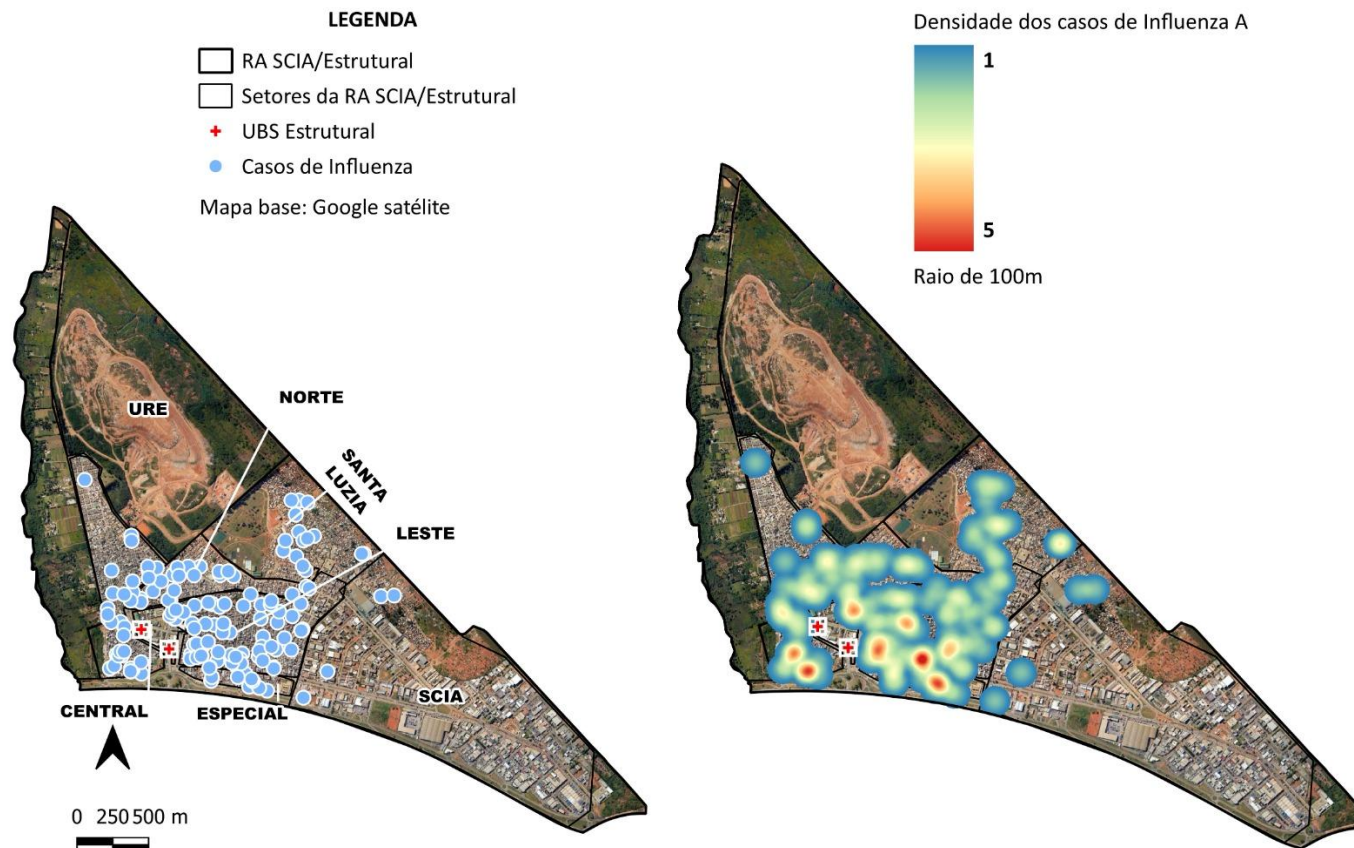 LEGENDA
RA SCIA/Estrutural
Setores da RA SCIA/Estrutural
UBS Estrutural
Casos de Influenza
Mapa base: Google satélite
Densidade dos casos de Influenza A
1
5
Raio de 100m
URE
NORTE
SANTA
LUZIA
LESTE
SCIA
CENTRAL
ESPECIAL
0 250 500 m